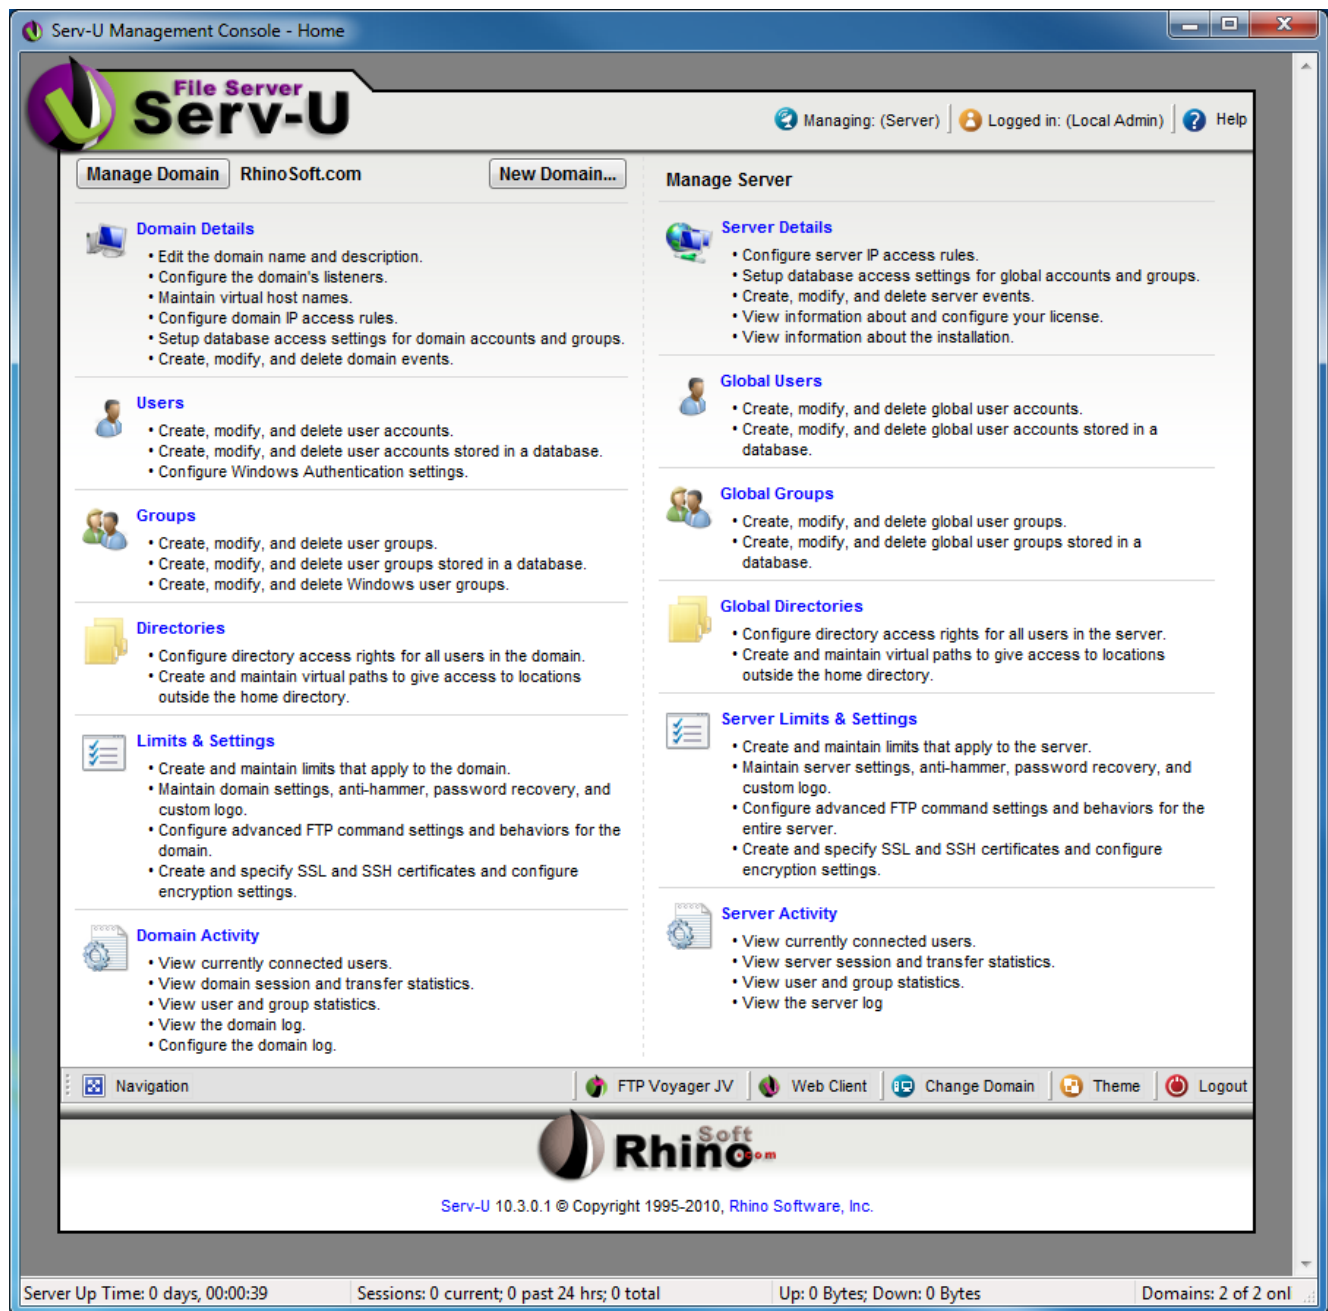 Serv-U Management Console - Home
File Server
Serv-U
Managing: (Server) Logged in: (Local Admin) Help
Manage Domain RhinoSoft.com New Domain...
Domain Details
• Edit the domain name and description.
• Configure the domain's listeners.
• Maintain virtual host names.
• Configure domain IP access rules.
• Setup database access settings for domain accounts and groups.
• Create, modify, and delete domain events.
Users
• Create, modify, and delete user accounts.
• Create, modify, and delete user accounts stored in a database.
• Configure Windows Authentication settings.
Groups
• Create, modify, and delete user groups.
• Create, modify, and delete user groups stored in a database.
• Create, modify, and delete Windows user groups.
Directories
• Configure directory access rights for all users in the domain.
• Create and maintain virtual paths to give access to locations
outside the home directory.
Limits & Settings
• Create and maintain limits that apply to the domain.
• Maintain domain settings, anti-hammer, password recovery, and
custom logo.
• Configure advanced FTP command settings and behaviors for the
domain.
• Create and specify SSL and SSH certificates and configure
encryption settings.
Domain Activity
• View currently connected users.
• View domain session and transfer statistics.
• View user and group statistics.
• View the domain log.
• Configure the domain log.
Manage Server
Server Details
• Configure server IP access rules.
• Setup database access settings for global accounts and groups.
• Create, modify, and delete server events.
• View information about and configure your license.
• View information about the installation.
Global Users
• Create, modify, and delete global user accounts.
• Create, modify, and delete global user accounts stored in a
database.
Global Groups
• Create, modify, and delete global user groups.
• Create, modify, and delete global user groups stored in a
database.
Global Directories
• Configure directory access rights for all users in the server.
• Create and maintain virtual paths to give access to locations
outside the home directory.
Server Limits & Settings
• Create and maintain limits that apply to the server.
• Maintain server settings, anti-hammer, password recovery, and
custom logo.
• Configure advanced FTP command settings and behaviors for the
entire server.
• Create and specify SSL and SSH certificates and configure
encryption settings.
Server Activity
• View currently connected users.
• View server session and transfer statistics.
• View user and group statistics.
• View the server log
Navigation FTP Voyager JV Web Client Change Domain Theme Logout
RhinoSoft.com
Serv-U 10.3.0.1 © Copyright 1995-2010, Rhino Software, Inc.
Server Up Time: 0 days, 00:00:39 Sessions: 0 current; 0 past 24 hrs; 0 total Up: 0 Bytes; Down: 0 Bytes Domains: 2 of 2 onl